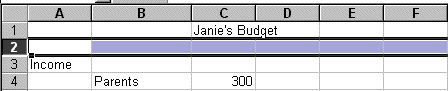 A B C D E F
1 Janie's Budget
2
3 Income
4 Parents 300